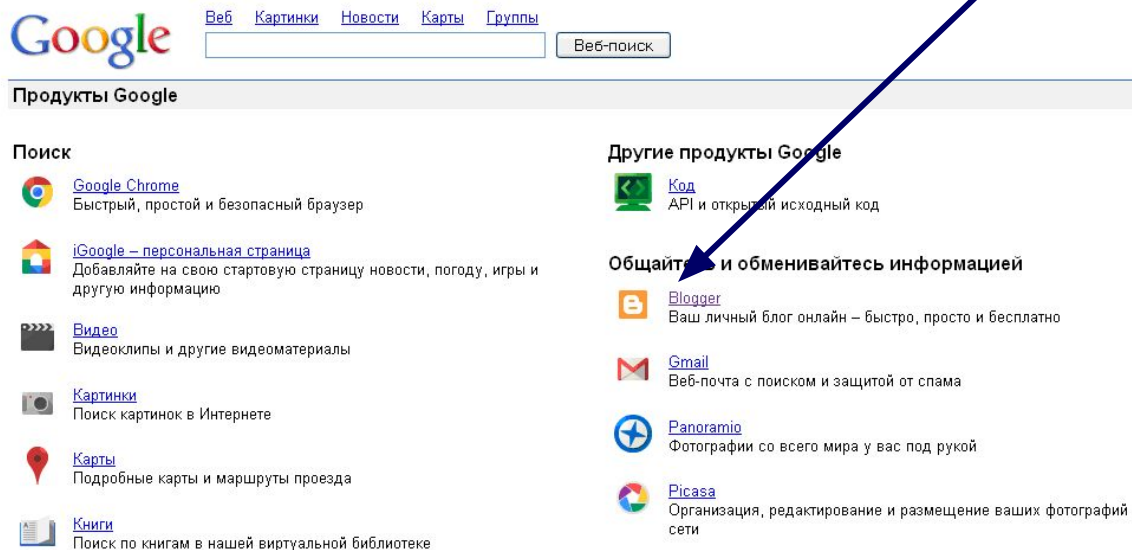 Google
Веб Картинки Новости Карты Группы
Веб-поиск
Продукты Google
Поиск
Google Chrome
Быстрый, простой и безопасный браузер
iGoogle – персональная страница
Добавляйте на свою стартовую страницу новости, погоду, игры и
другую информацию
Видео
Видеоклипы и другие видеоматериалы
Картинки
Поиск картинок в Интернете
Карты
Подробные карты и маршруты проезда
Книги
Поиск по книгам в нашей виртуальной библиотеке
Другие продукты Google
Код
API и открытый исходный код
Общайтесь и обменивайтесь информацией
Blogger
Ваш личный блог онлайн – быстро, просто и бесплатно
Gmail
Веб-почта с поиском и защитой от спама
Panoramio
Фотографии со всего мира у вас под рукой
Picasa
Организация, редактирование и размещение ваших фотографий
сети